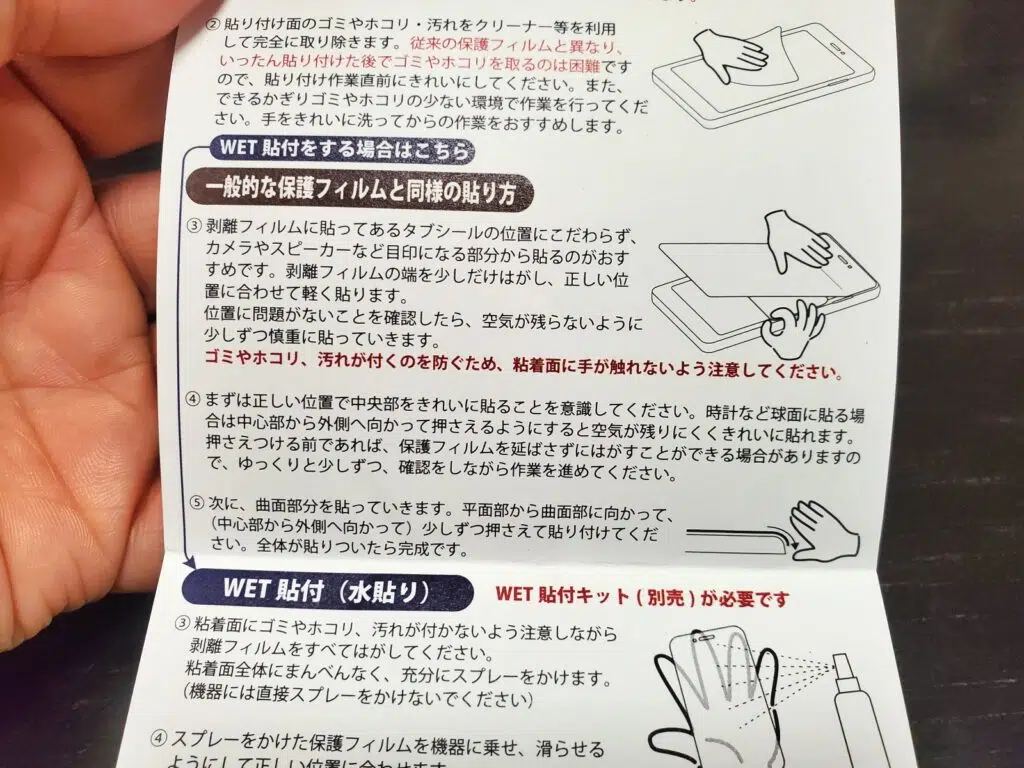 す。
② 貼り付け面のゴミやホコリ・汚れをクリーナー等を利用
して完全に取り除きます。従来の保護フィルムと異なり、
いったん貼り付けた後でゴミやホコリを取るのは困難です
ので、貼り付け作業直前にきれいにしてください。また、
できるかぎりゴミやホコリの少ない環境で作業を行ってくだ
さい。手をきれいに洗ってからの作業をおすすめします。
WET 貼付をする場合はこちら
一般的な保護フィルムと同様の貼り方
③ 剥離フィルムに貼ってあるタブシールの位置にこだわらず、
カメラやスピーカーなど目印になる部分から貼るのがおす
すめです。剥離フィルムの端を少しだけはがし、正しい位
置に合わせて軽く貼ります。
位置に問題がないことを確認したら、空気が残らないように
少しずつ慎重に貼っていきます。
ゴミやホコリ、汚れが付くのを防ぐため、粘着面に手が触れないよう注意してください。
④ まずは正しい位置で中央部をきれいに貼ることを意識してください。時計など球面に貼る場
合は中心部から外側へ向かって押さえるようにすると空気が残りにくくきれいに貼れます。
押さえつける前であれば、保護フィルムを延ばさずにはがすことができる場合がありますの
で、ゆっくりと少しずつ、確認をしながら作業を進めてください。
⑤ 次に、曲面部分を貼っていきます。平面部から曲面部に向かって、
（中心部から外側へ向かって）少しずつ押さえて貼り付けてくだ
さい。全体が貼りついたら完成です。
WET 貼付（水貼り）
WET 貼付キット ( 別売 ) が必要です
③ 粘着面にゴミやホコリ、汚れが付かないよう注意しながら
剥離フィルムをすべてはがしてください。
粘着面全体にまんべんなく、充分にスプレーをかけます。
（機器には直接スプレーをかけないでください）
④ スプレーをかけた保護フィルムを機器に乗せ、滑らせる
ようにして正しい位置に合わせます。